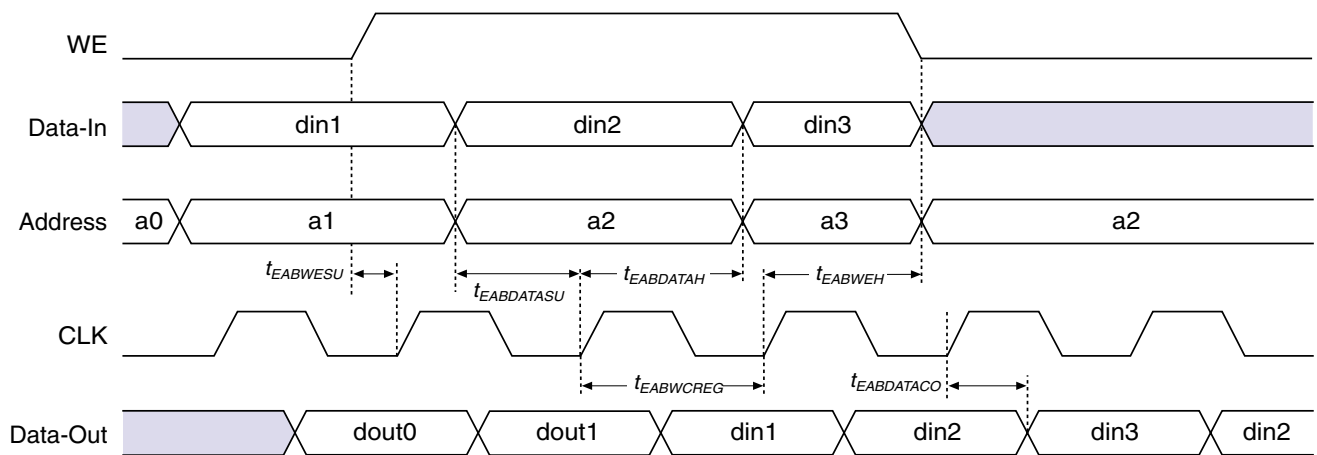 WE
Data-In din1 din2 din3
Address a0 a1 a2 a3 a2
tEABWESU tEABDATASU tEABDATAH tEABWEH
CLK
tEABWCREG tEABDATACO
Data-Out dout0 dout1 din1 din2 din3 din2